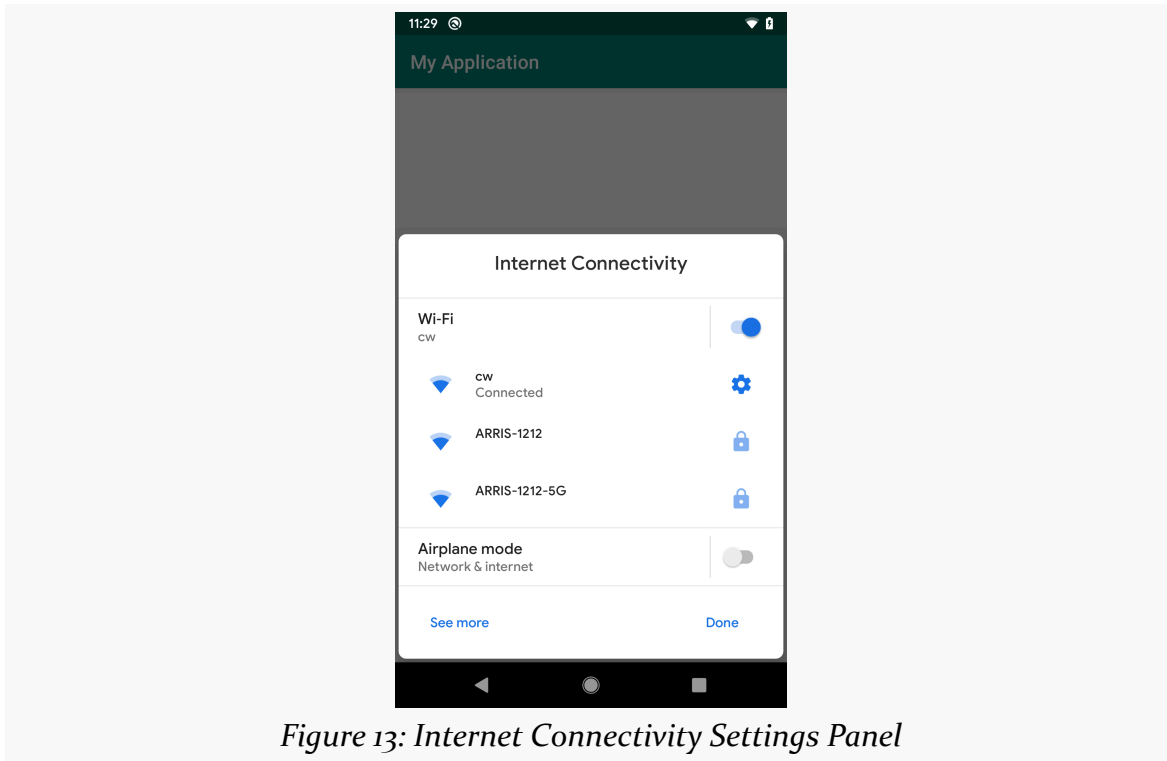 11:29
My Application
Internet Connectivity
Wi-Fi
cw
cw
Connected
ARRIS-1212
ARRIS-1212-5G
Airplane mode
Network & internet
See more
Done
Figure 13: Internet Connectivity Settings Panel